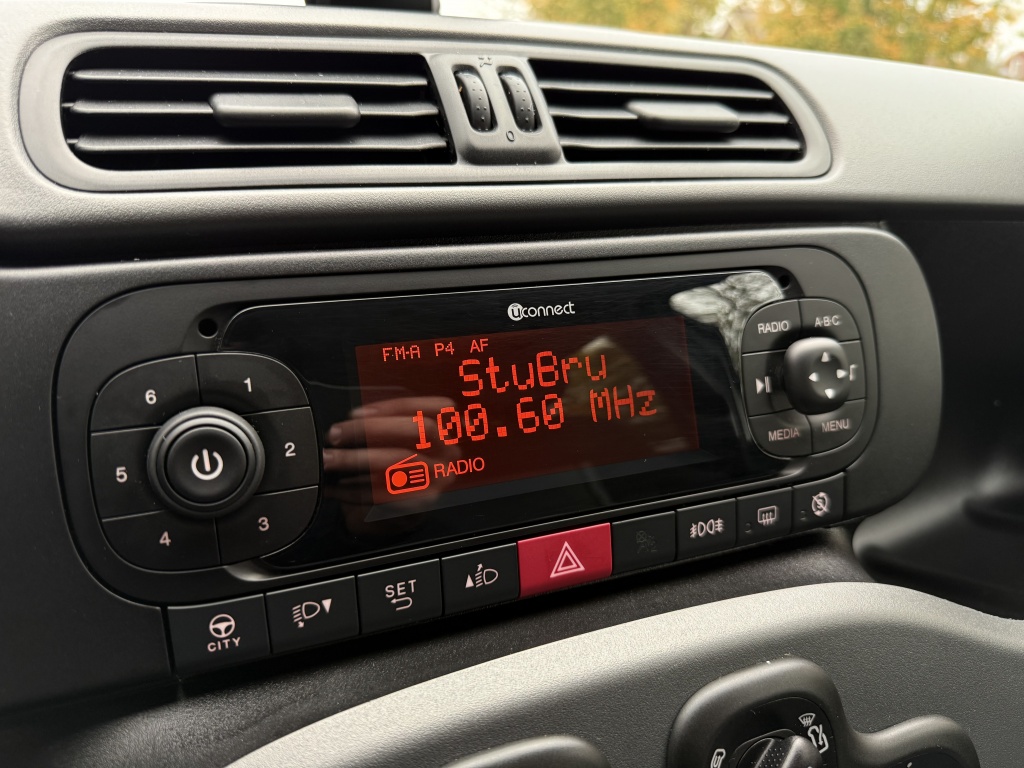 uconnect
FM-A P4 AF
StuBru
100.60 MHz
RADIO
6
1
5
2
4
3
RADIO
A·B·C
MEDIA
MENU
CITY
SET